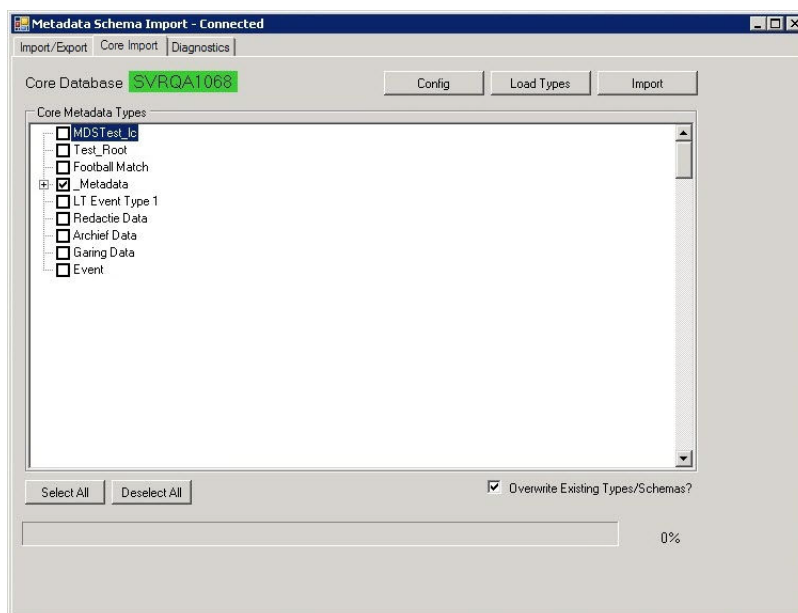 Metadata Schema Import - Connected
Import/Export Core Import Diagnostics
Core Database SVRQA1068 Config Load Types Import
Core Metadata Types
MDSTest_lc
Test_Root
Football Match
_Metadata
LT Event Type 1
Redactie Data
Archief Data
Garing Data
Event
Select All Deselect All Overwrite Existing Types/Schemas?
0%